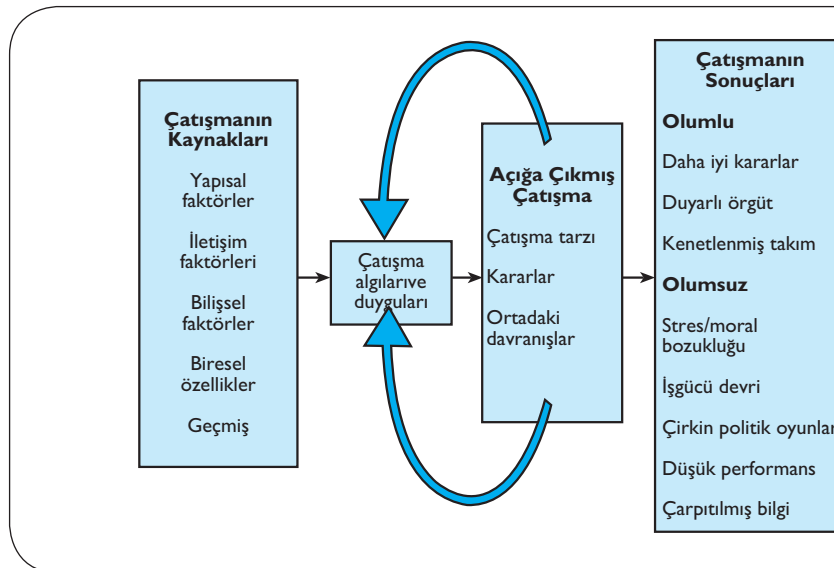 Çatışmanın
Kaynakları
Yapısal
faktörler
İletişim
faktörleri
Bilişsel
faktörler
Biresel
özellikler
Geçmiş
Çatışma
algılarıve
duyguları
Açığa Çıkmış
Çatışma
Çatışma tarzı
Kararlar
Ortadaki
davranışlar
Çatışmanın
Sonuçları
Olumlu
Daha iyi kararlar
Duyarlı örgüt
Kenetlenmiş takım
Olumsuz
Stres/moral
bozukluğu
İşgücü devri
Çirkin politik oyunlar
Düşük performans
Çarpıtılmış bilgi